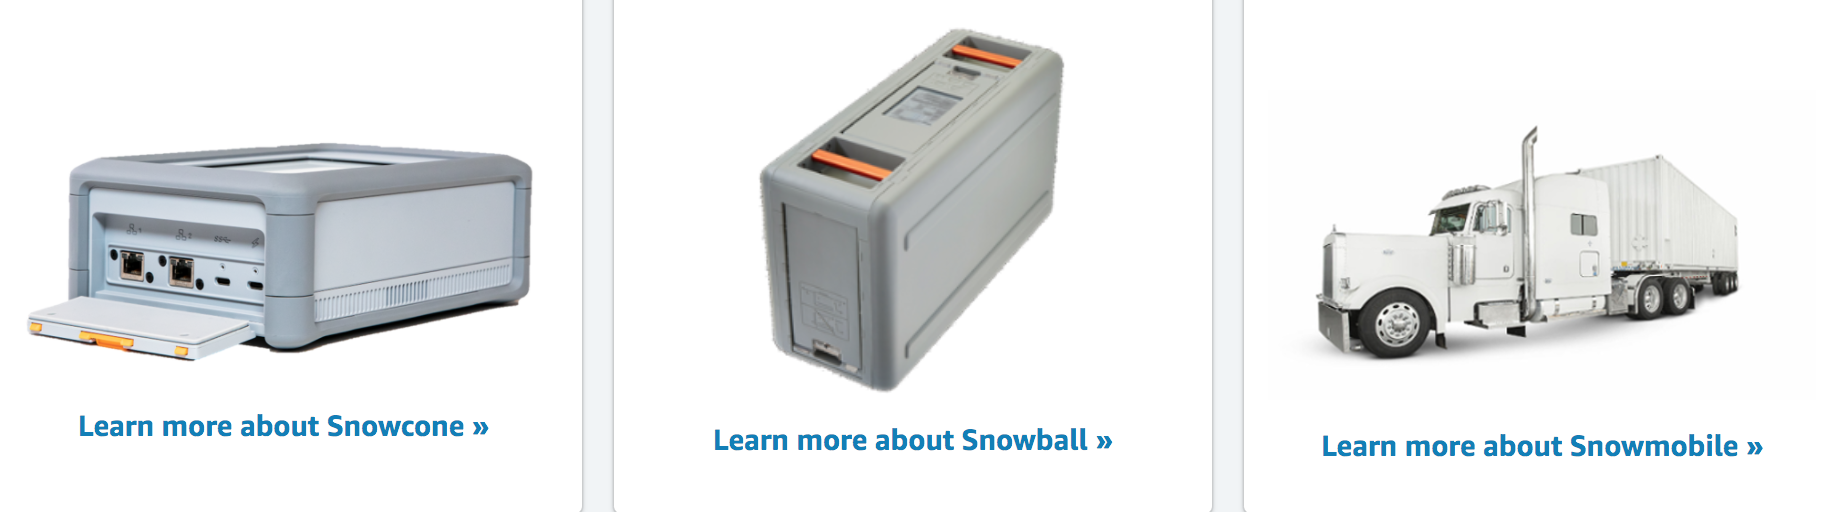 Learn more about Snowcone »
Learn more about Snowball »
Learn more about Snowmobile »